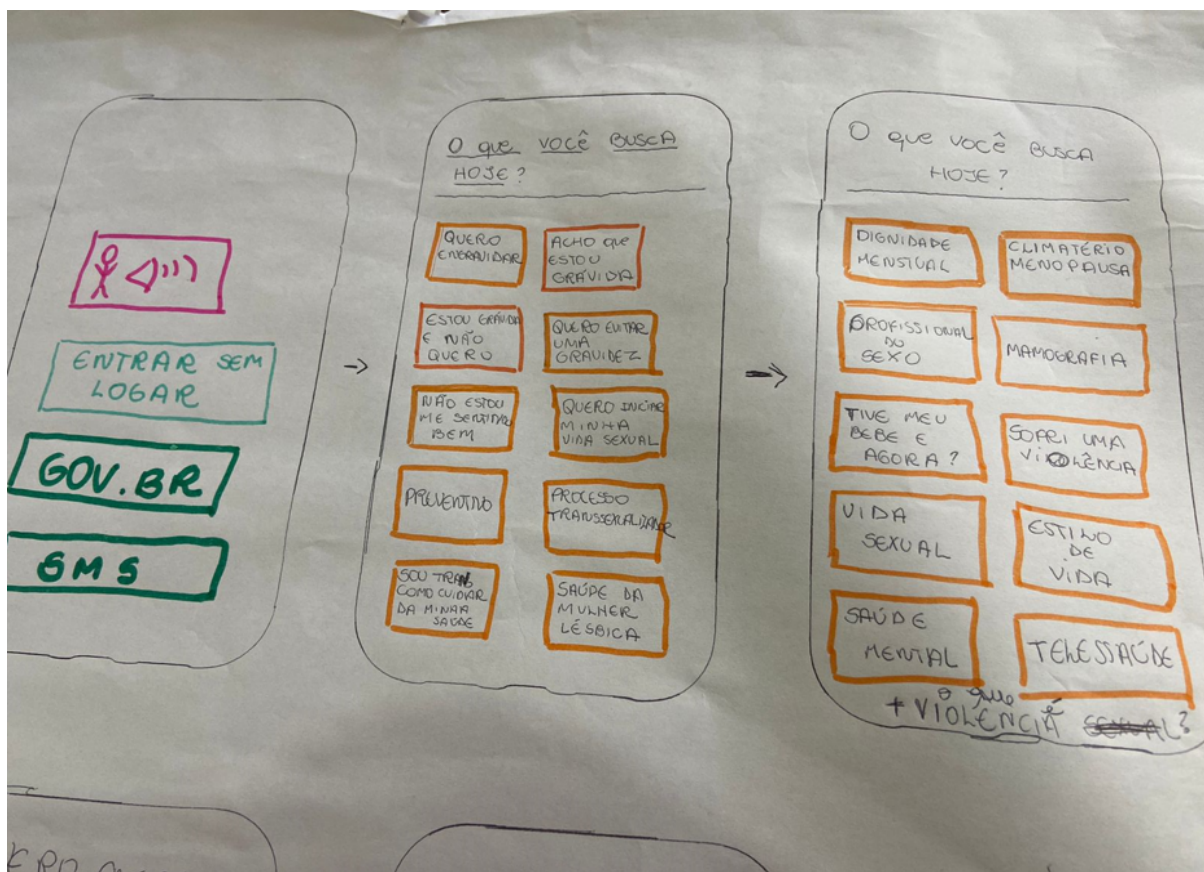 ENTRAR SEM
LOGAR
GOV.BR
SMS
O que você BUSCA
HOJE?
QUERO
ENGRAVIDAR
ACHO que
ESTOU
GRÁVIDA
ESTOU GRÁVIDA
E NÃO
QUERO
QUERO EVITAR
UMA
GRAVIDEZ
NÃO ESTOU
ME SENTINDO
BEM
QUERO INICIAR
MINHA
VIDA SEXUAL
PREVENTIVO
PROCESSO
TRANSSEXUALIZADOR
SOU TRANS
COMO CUIDAR
DA MINHA
SAÚDE
SAÚDE DA
MULHER
LÉSBICA
O que você BUSCA
HOJE?
DIGNIDADE
MENSTUAL
CLIMATÉRIO
MENOPAUSA
PROFISSIONAL
DO
SEXO
MAMOGRAFIA
TIVE MEU
BEBE E
AGORA?
SOFRI UMA
VIOLÊNCIA
VIDA
SEXUAL
ESTILO
DE
VIDA
SAÚDE
MENTAL
TELESSAÚDE
o que é
+ VIOLÊNCIA SEXUAL?